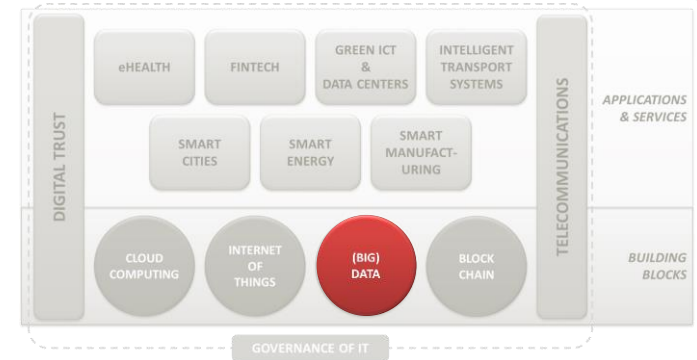 DIGITAL TRUST
eHEALTH
FINTECH
GREEN ICT
&
DATA CENTERS
INTELLIGENT
TRANSPORT
SYSTEMS
TELECOMMUNICATIONS
APPLICATIONS
& SERVICES
SMART
CITIES
SMART
ENERGY
SMART
MANUFACT-
URING
CLOUD
COMPUTING
INTERNET
OF
THINGS
(BIG)
DATA
BLOCK
CHAIN
BUILDING
BLOCKS
GOVERNANCE OF IT